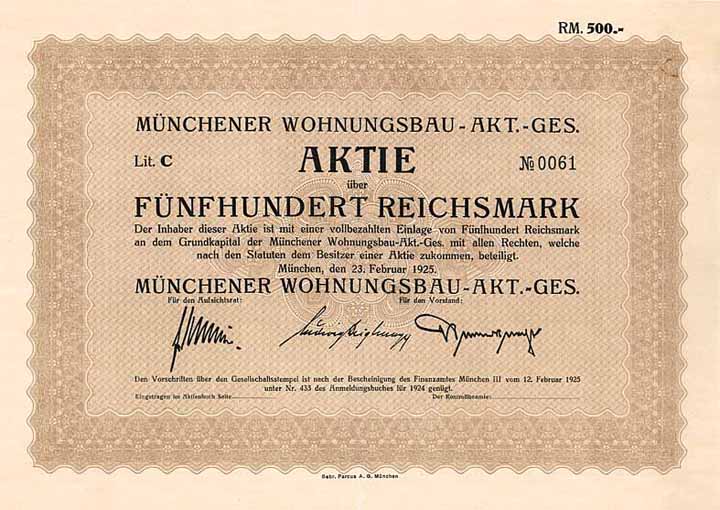 RM. 500.-
MÜNCHENER WOHNUNGSBAU-AKT.-GES.
Lit. C AKTIE № 0061
über
FÜNFHUNDERT REICHSMARK
Der Inhaber dieser Aktie ist mit einer vollbezahlten Einlage von Fünfhundert Reichsmark
an dem Grundkapital der Münchener Wohnungsbau-Akt.-Ges. mit allen Rechten, welche
nach den Statuten dem Besitzer einer Aktie zukommen, beteiligt.
München, den 23. Februar 1925.
MÜNCHENER WOHNUNGSBAU-AKT.-GES.
Für den Aufsichtsrat: Für den Vorstand:
Den Vorschriften über den Gesellschaftsstempel ist nach der Bescheinigung des Finanzamtes München III vom 12. Februar 1925
unter Nr. 433 des Anmeldungsbuches für 1924 genügt.
Eingetragen im Aktienbuch Seite Der Kontrollbeamte:
Gebr. Parcus A. G. München